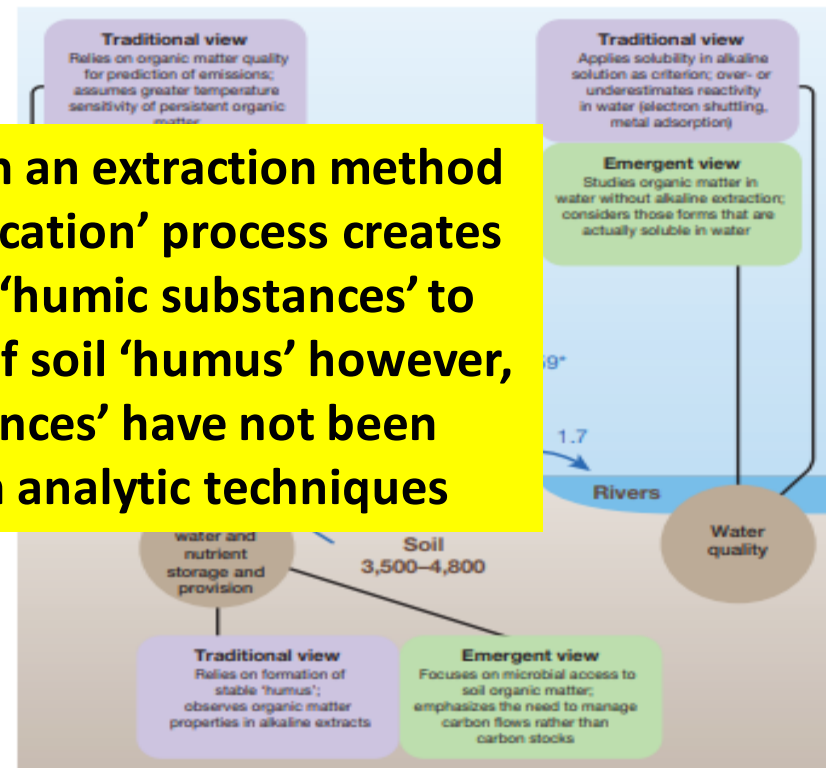 Traditional view
Relies on organic matter quality
for prediction of emissions;
assumes greater temperature
sensitivity of persistent organic
matter
Traditional view
Applies solubility in alkaline
solution as criterion; over- or
underestimates reactivity
in water (electron shuttling,
metal adsorption)
Emergent view
Studies organic matter in
water without alkaline extraction;
considers those forms that are
actually soluble in water
n an extraction method
cation’ process creates
‘humic substances’ to
f soil ‘humus’ however,
nces’ have not been
n analytic techniques
9*
1.7
Rivers
Water
quality
water and
nutrient
storage and
provision
Soil
3,500–4,800
Traditional view
Relies on formation of
stable ‘humus’;
observes organic matter
properties in alkaline extracts
Emergent view
Focuses on microbial access to
soil organic matter;
emphasizes the need to manage
carbon flows rather than
carbon stocks